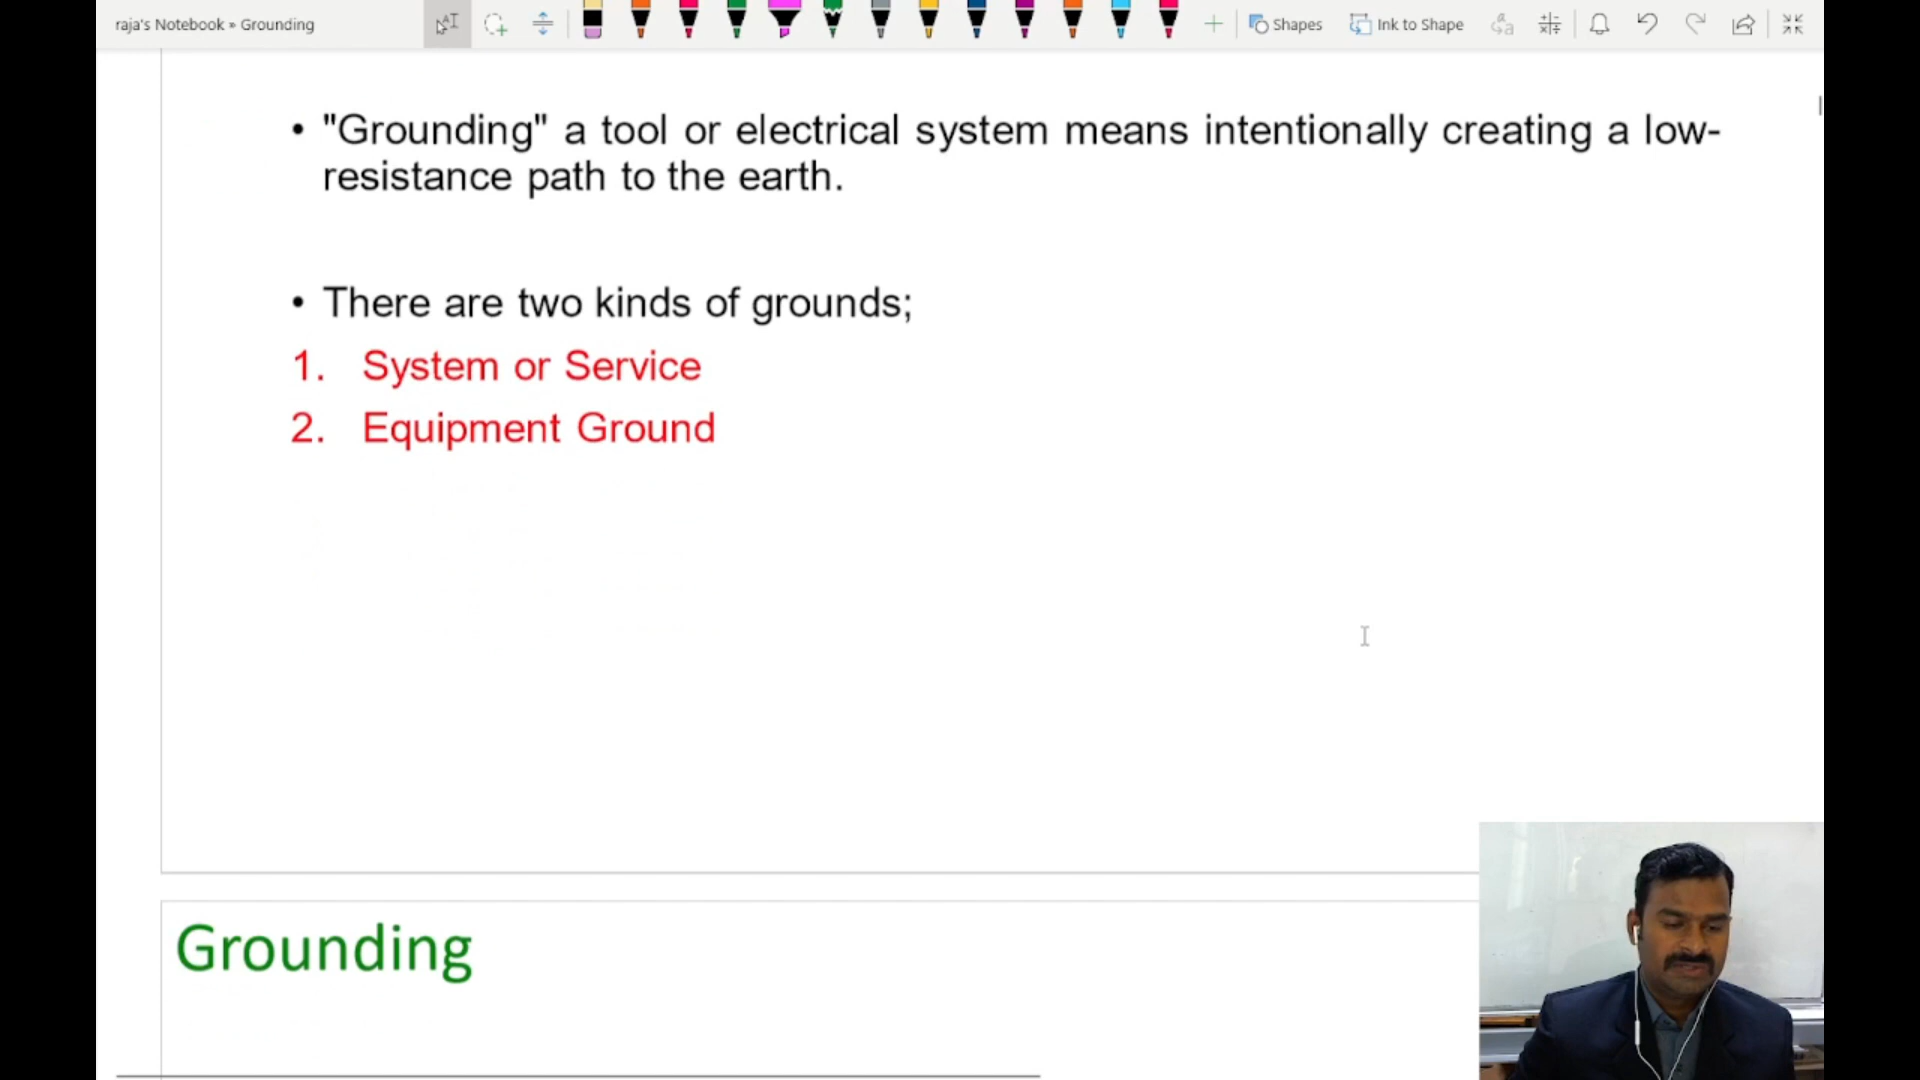 raja's Notebook » Grounding
Shapes
Ink to Shape
• "Grounding" a tool or electrical system means intentionally creating a low-
resistance path to the earth.
• There are two kinds of grounds;
1. System or Service
2. Equipment Ground
Grounding